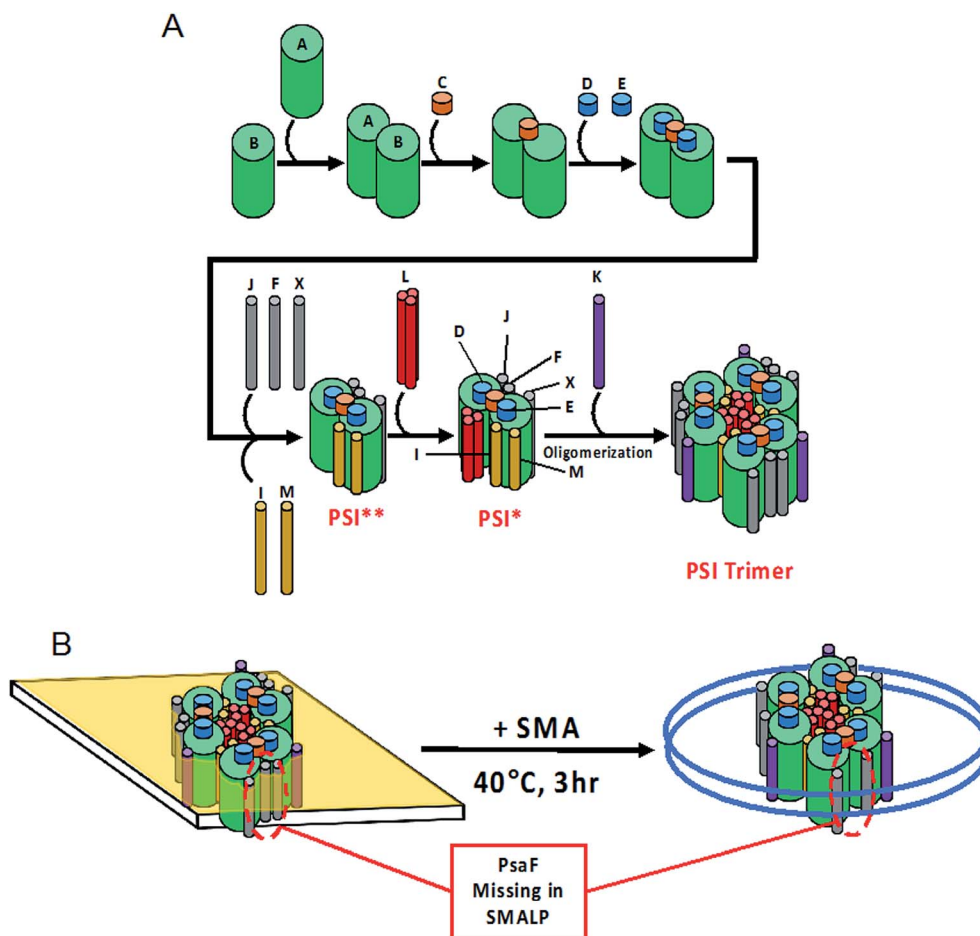 A
A
B
A
B
C
D E
J F X
L
K
D
J
F
X
E
I
M
Oligomerization
I M
PSI**
PSI*
PSI Trimer
B
+ SMA
40°C, 3hr
PsaF
Missing in
SMALP